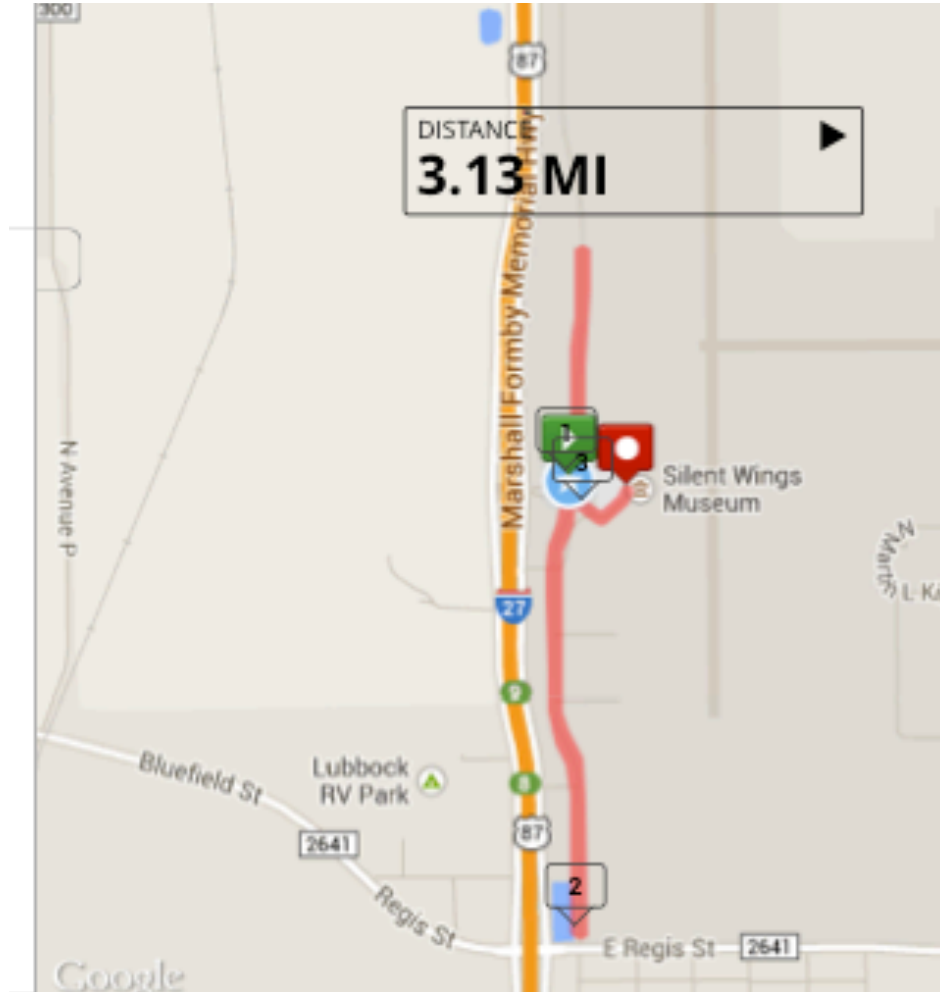 300
87
DISTANCE
3.13 MI
Marshall Formby Memorial Hwy
N Avenue P
1
3
Silent Wings
Museum
27
9
Bluefield St
Lubbock
RV Park
8
87
2641
2
Regis St
E Regis St
2641
Google